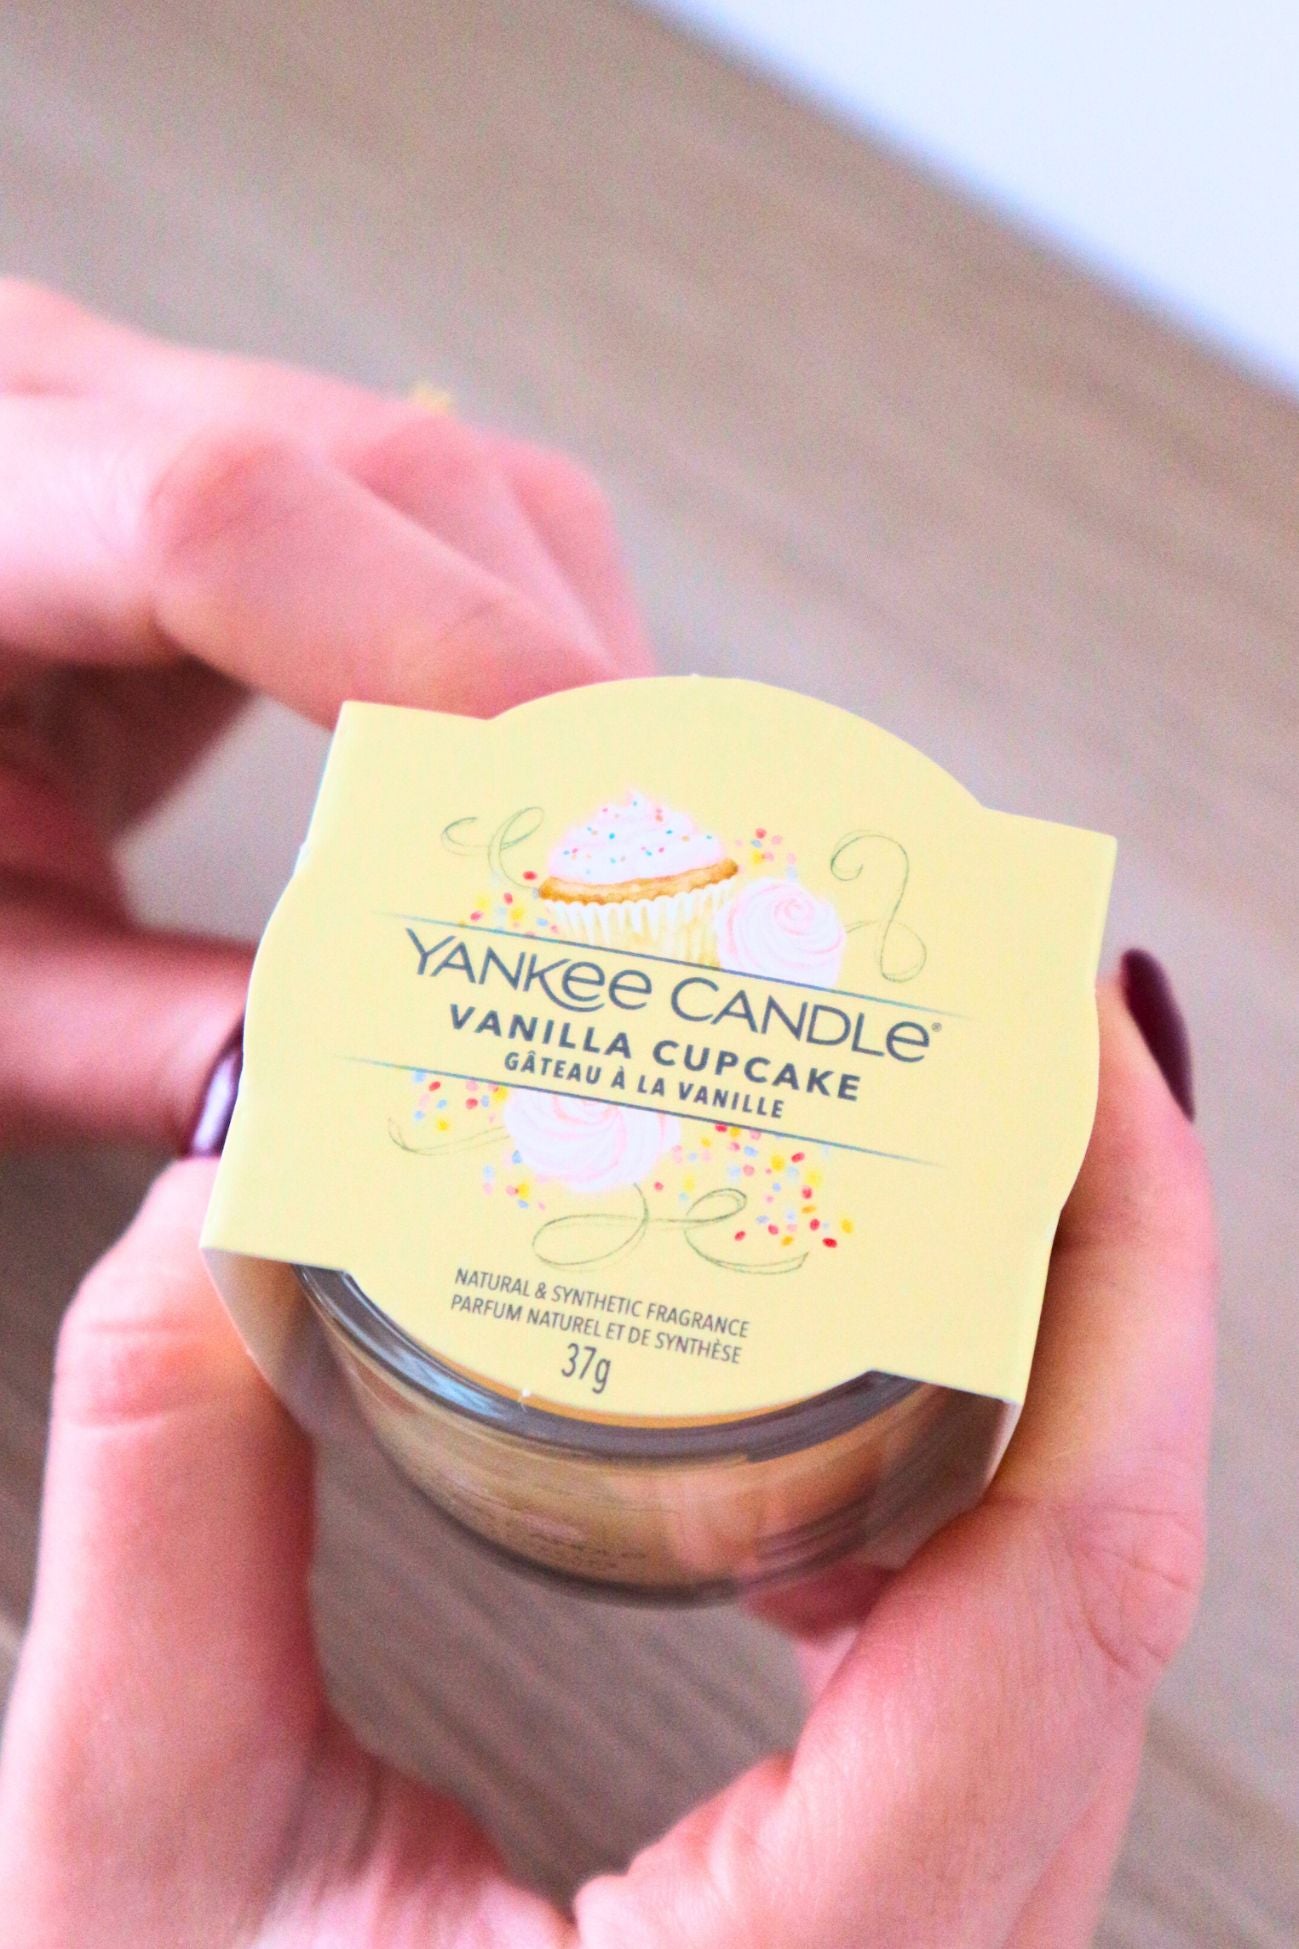 YANKEE CANDLE®
VANILLA CUPCAKE
GÂTEAU À LA VANILLE
NATURAL & SYNTHETIC FRAGRANCE
PARFUM NATUREL ET DE SYNTHÈSE
37g